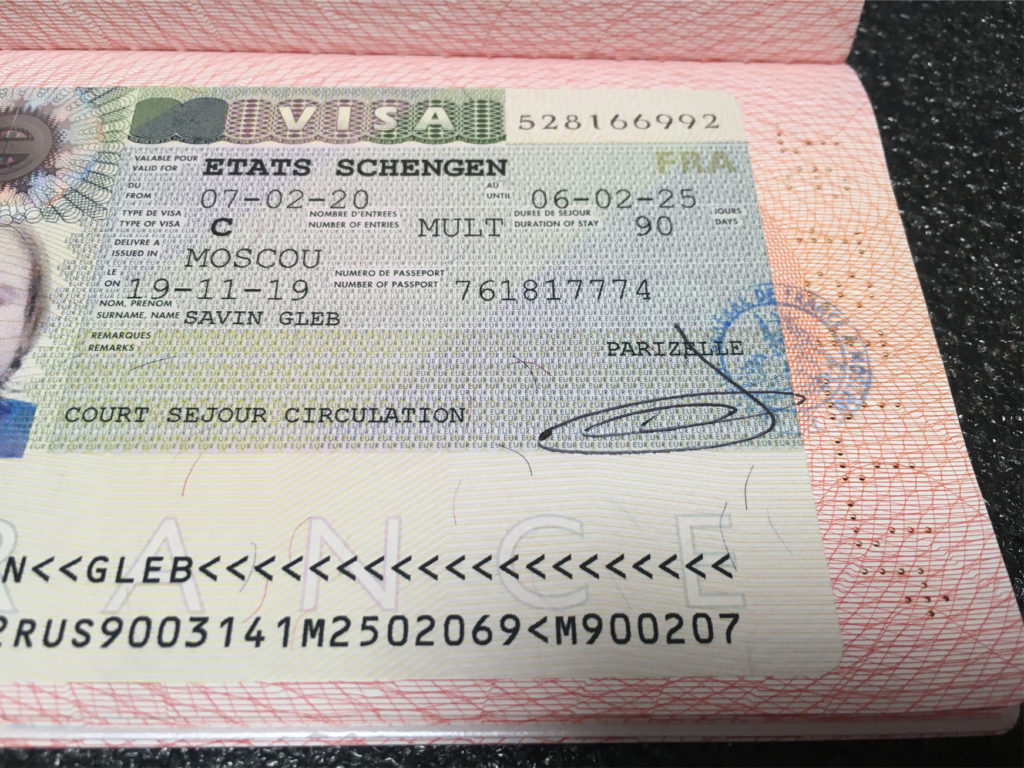 VISA 528166992
FRA
VALABLE POUR
VALID FOR
ETATS SCHENGEN
DU
FROM
07-02-20
AU
UNTIL
06-02-25
TYPE DE VISA
TYPE OF VISA
C
NOMBRE D'ENTREES
NUMBER OF ENTRIES
MULT
DUREE DE SEJOUR
DURATION OF STAY
90
JOURS
DAYS
DELIVRE A
ISSUED IN
MOSCOU
LE
ON
19-11-19
NUMERO DE PASSEPORT
NUMBER OF PASSPORT
761817774
NOM, PRENOM
SURNAME, NAME
SAVIN GLEB
REMARQUES
REMARKS
PARIZELLE
COURT SEJOUR CIRCULATION
RANCE
N<<GLEB<<<<<<<<<<<<<<<<<<<<
RUS9003141M2502069<M900207